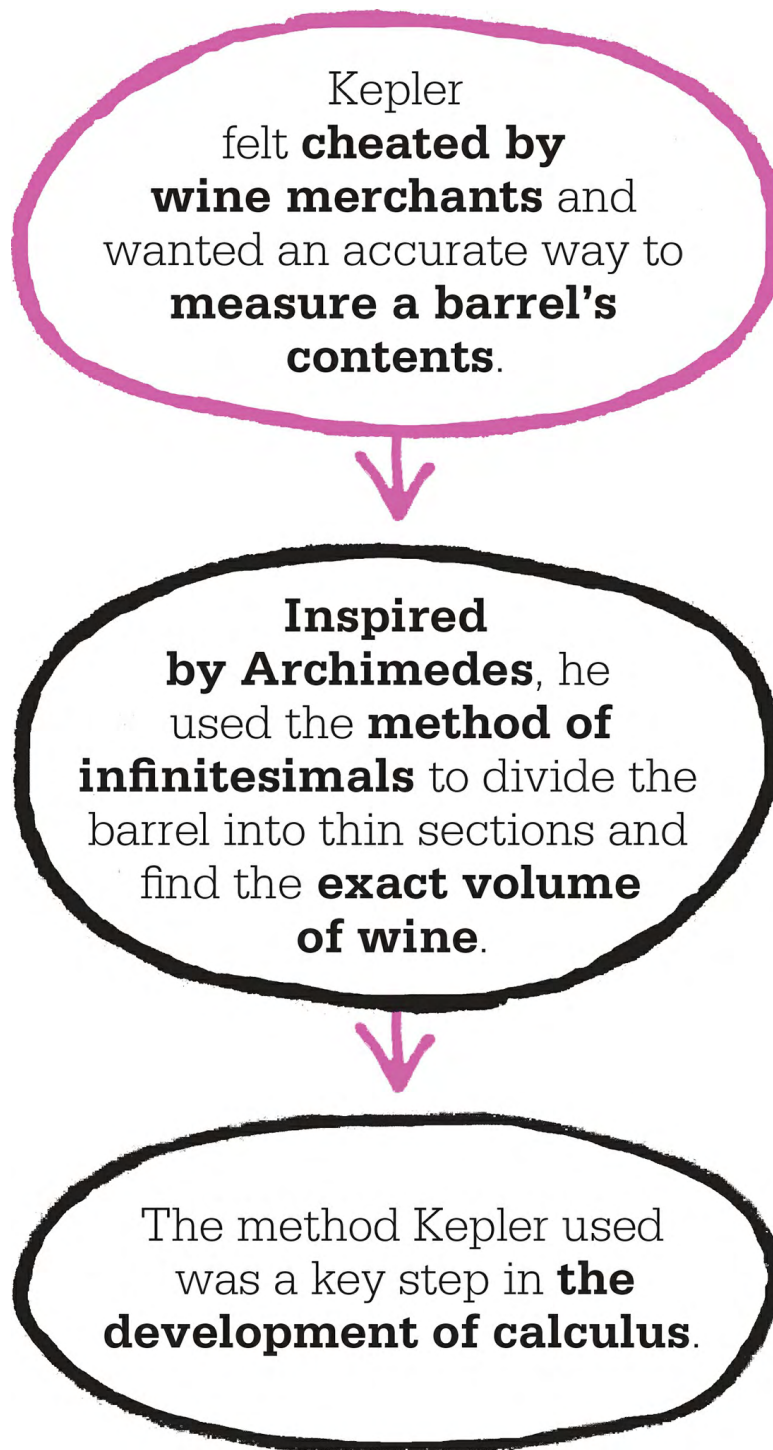 Kepler
felt cheated by
wine merchants and
wanted an accurate way to
measure a barrel’s
contents.
Inspired
by Archimedes, he
used the method of
infinitesimals to divide the
barrel into thin sections and
find the exact volume
of wine.
The method Kepler used
was a key step in the
development of calculus.